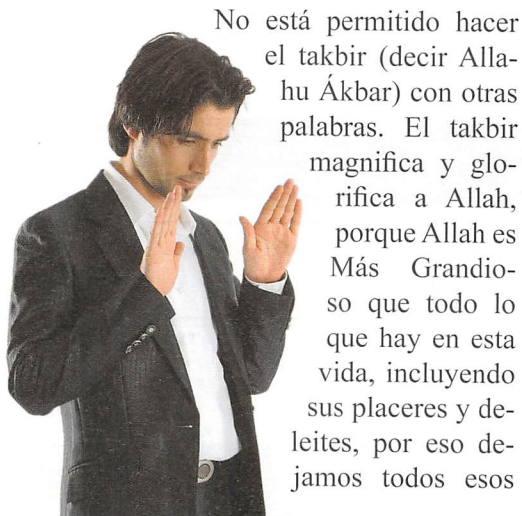 No está permitido hacer
el takbir (decir Alla-
hu Ákbar) con otras
palabras. El takbir
magnifica y glo-
rifica a Allah,
porque Allah es
Más Grandio-
so que todo lo
que hay en esta
vida, incluyendo
sus placeres y de-
leites, por eso de-
jamos todos esos